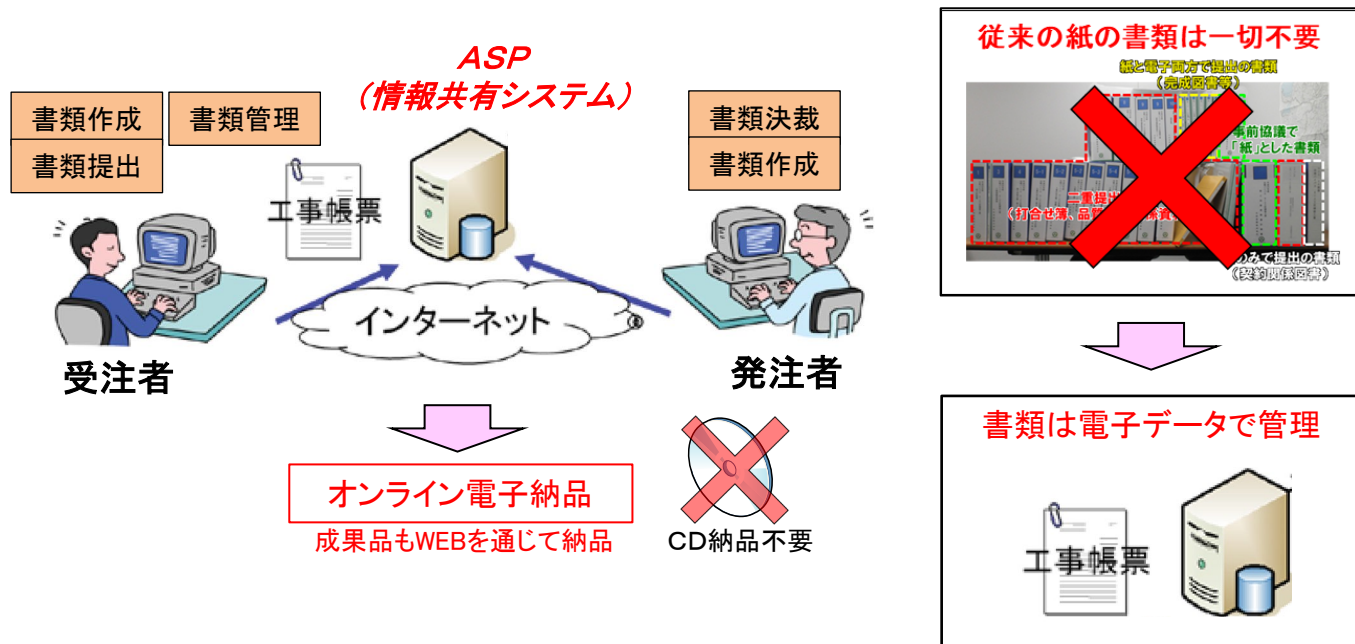 ASP
（情報共有システム）
書類作成
書類管理
書類提出
書類決裁
書類作成
工事帳票
インターネット
受注者
発注者
オンライン電子納品
成果品もWEBを通じて納品
CD納品不要
従来の紙の書類は一切不要
紙と電子両方で提出の書類
（完成図書等）
事前協議で
「紙」とした書類
二重提出
（打合せ簿、品質
のみで提出の書類
（契約関係図書）
書類は電子データで管理
工事帳票